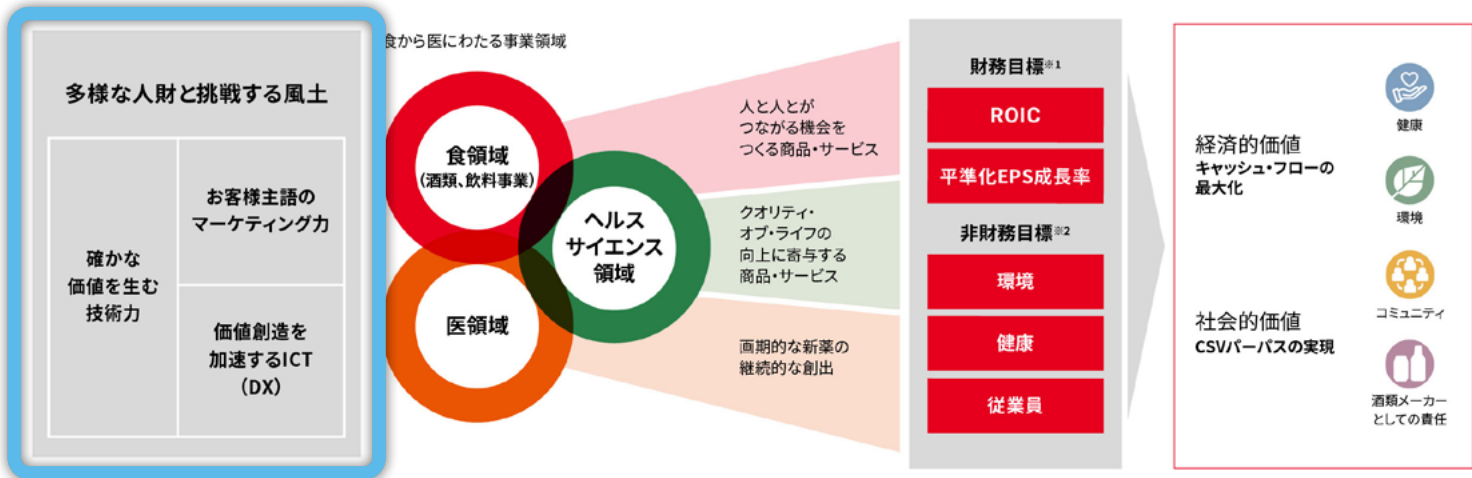 多様な人財と挑戦する風土
確かな
価値を生む
技術力
お客様主語の
マーケティング力
価値創造を
加速するICT
（DX）
食から医にわたる事業領域
食領域
(酒類、飲料事業)
ヘルス
サイエンス
領域
医領域
人と人とが
つながる機会を
つくる商品・サービス
クオリティ・
オブ・ライフの
向上に寄与する
商品・サービス
画期的な新薬の
継続的な創出
財務目標※1
ROIC
平準化EPS成長率
非財務目標※2
環境
健康
従業員
経済的価値
キャッシュ・フローの
最大化
社会的価値
CSVパーパスの実現
健康
環境
コミュニティ
酒類メーカー
としての責任